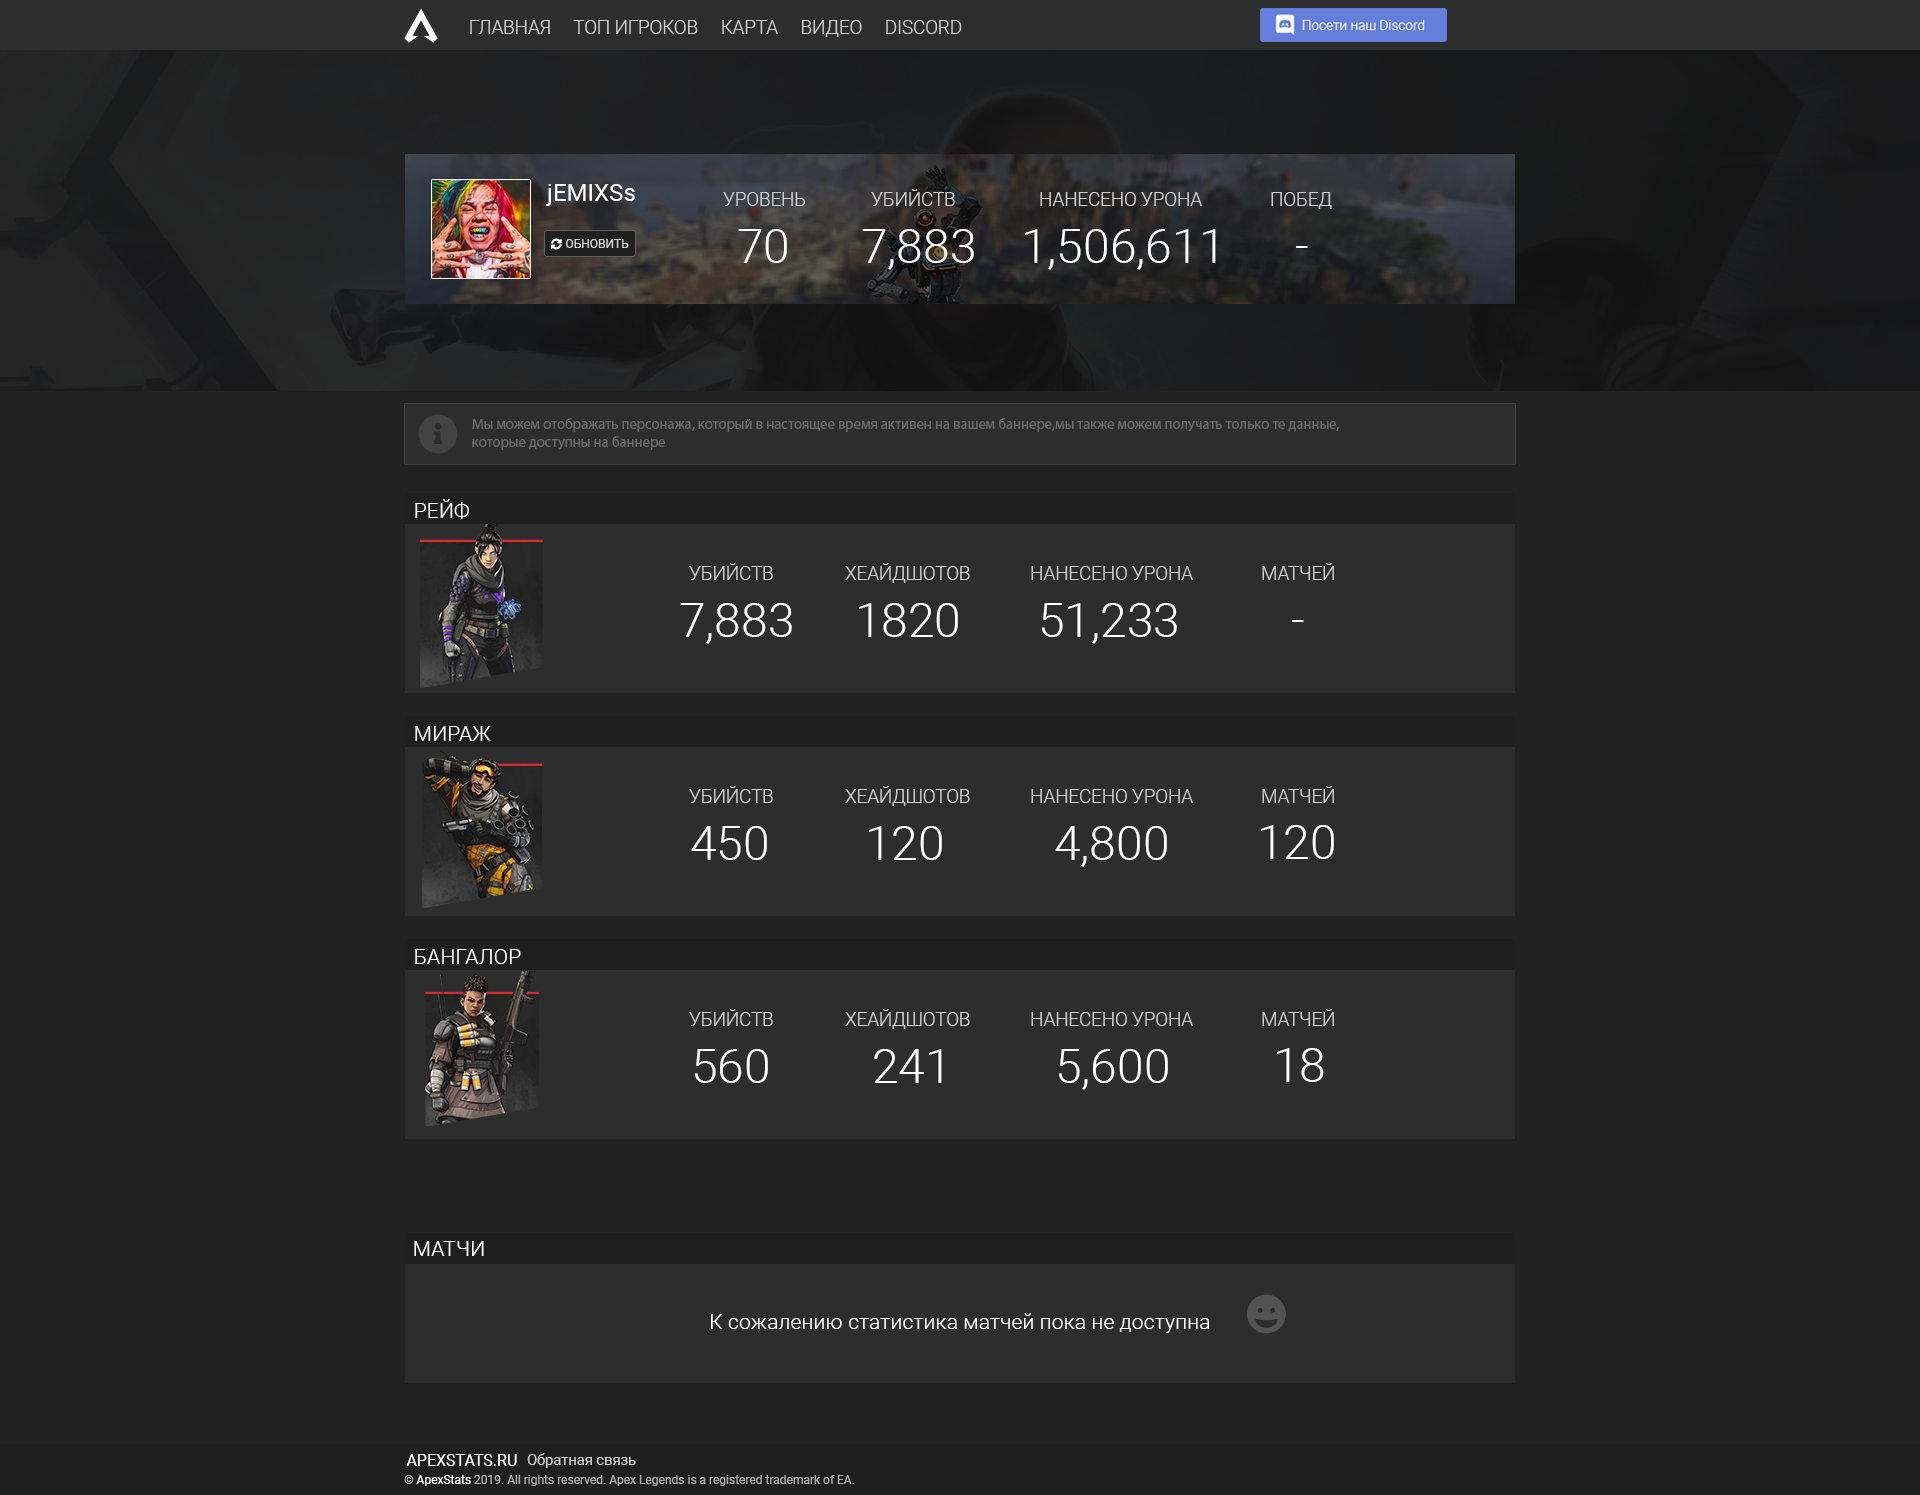 ГЛАВНАЯ ТОП ИГРОКОВ КАРТА ВИДЕО DISCORD Посети наш Discord
jEMIXSs
ОБНОВИТЬ
УРОВЕНЬ УБИЙСТВ НАНЕСЕНО УРОНА ПОБЕД
70 7,883 1,506,611 -
Мы можем отображать персонажа, который в настоящее время активен на вашем баннере,мы также можем получать только те данные,
которые доступны на баннере
РЕЙФ
УБИЙСТВ ХЕАЙДШОТОВ НАНЕСЕНО УРОНА МАТЧЕЙ
7,883 1820 51,233 -
МИРАЖ
УБИЙСТВ ХЕАЙДШОТОВ НАНЕСЕНО УРОНА МАТЧЕЙ
450 120 4,800 120
БАНГАЛОР
УБИЙСТВ ХЕАЙДШОТОВ НАНЕСЕНО УРОНА МАТЧЕЙ
560 241 5,600 18
МАТЧИ
К сожалению статистика матчей пока не доступна
APEXSTATS.RU Обратная связь
© ApexStats 2019. All rights reserved. Apex Legends is a registered trademark of EA.